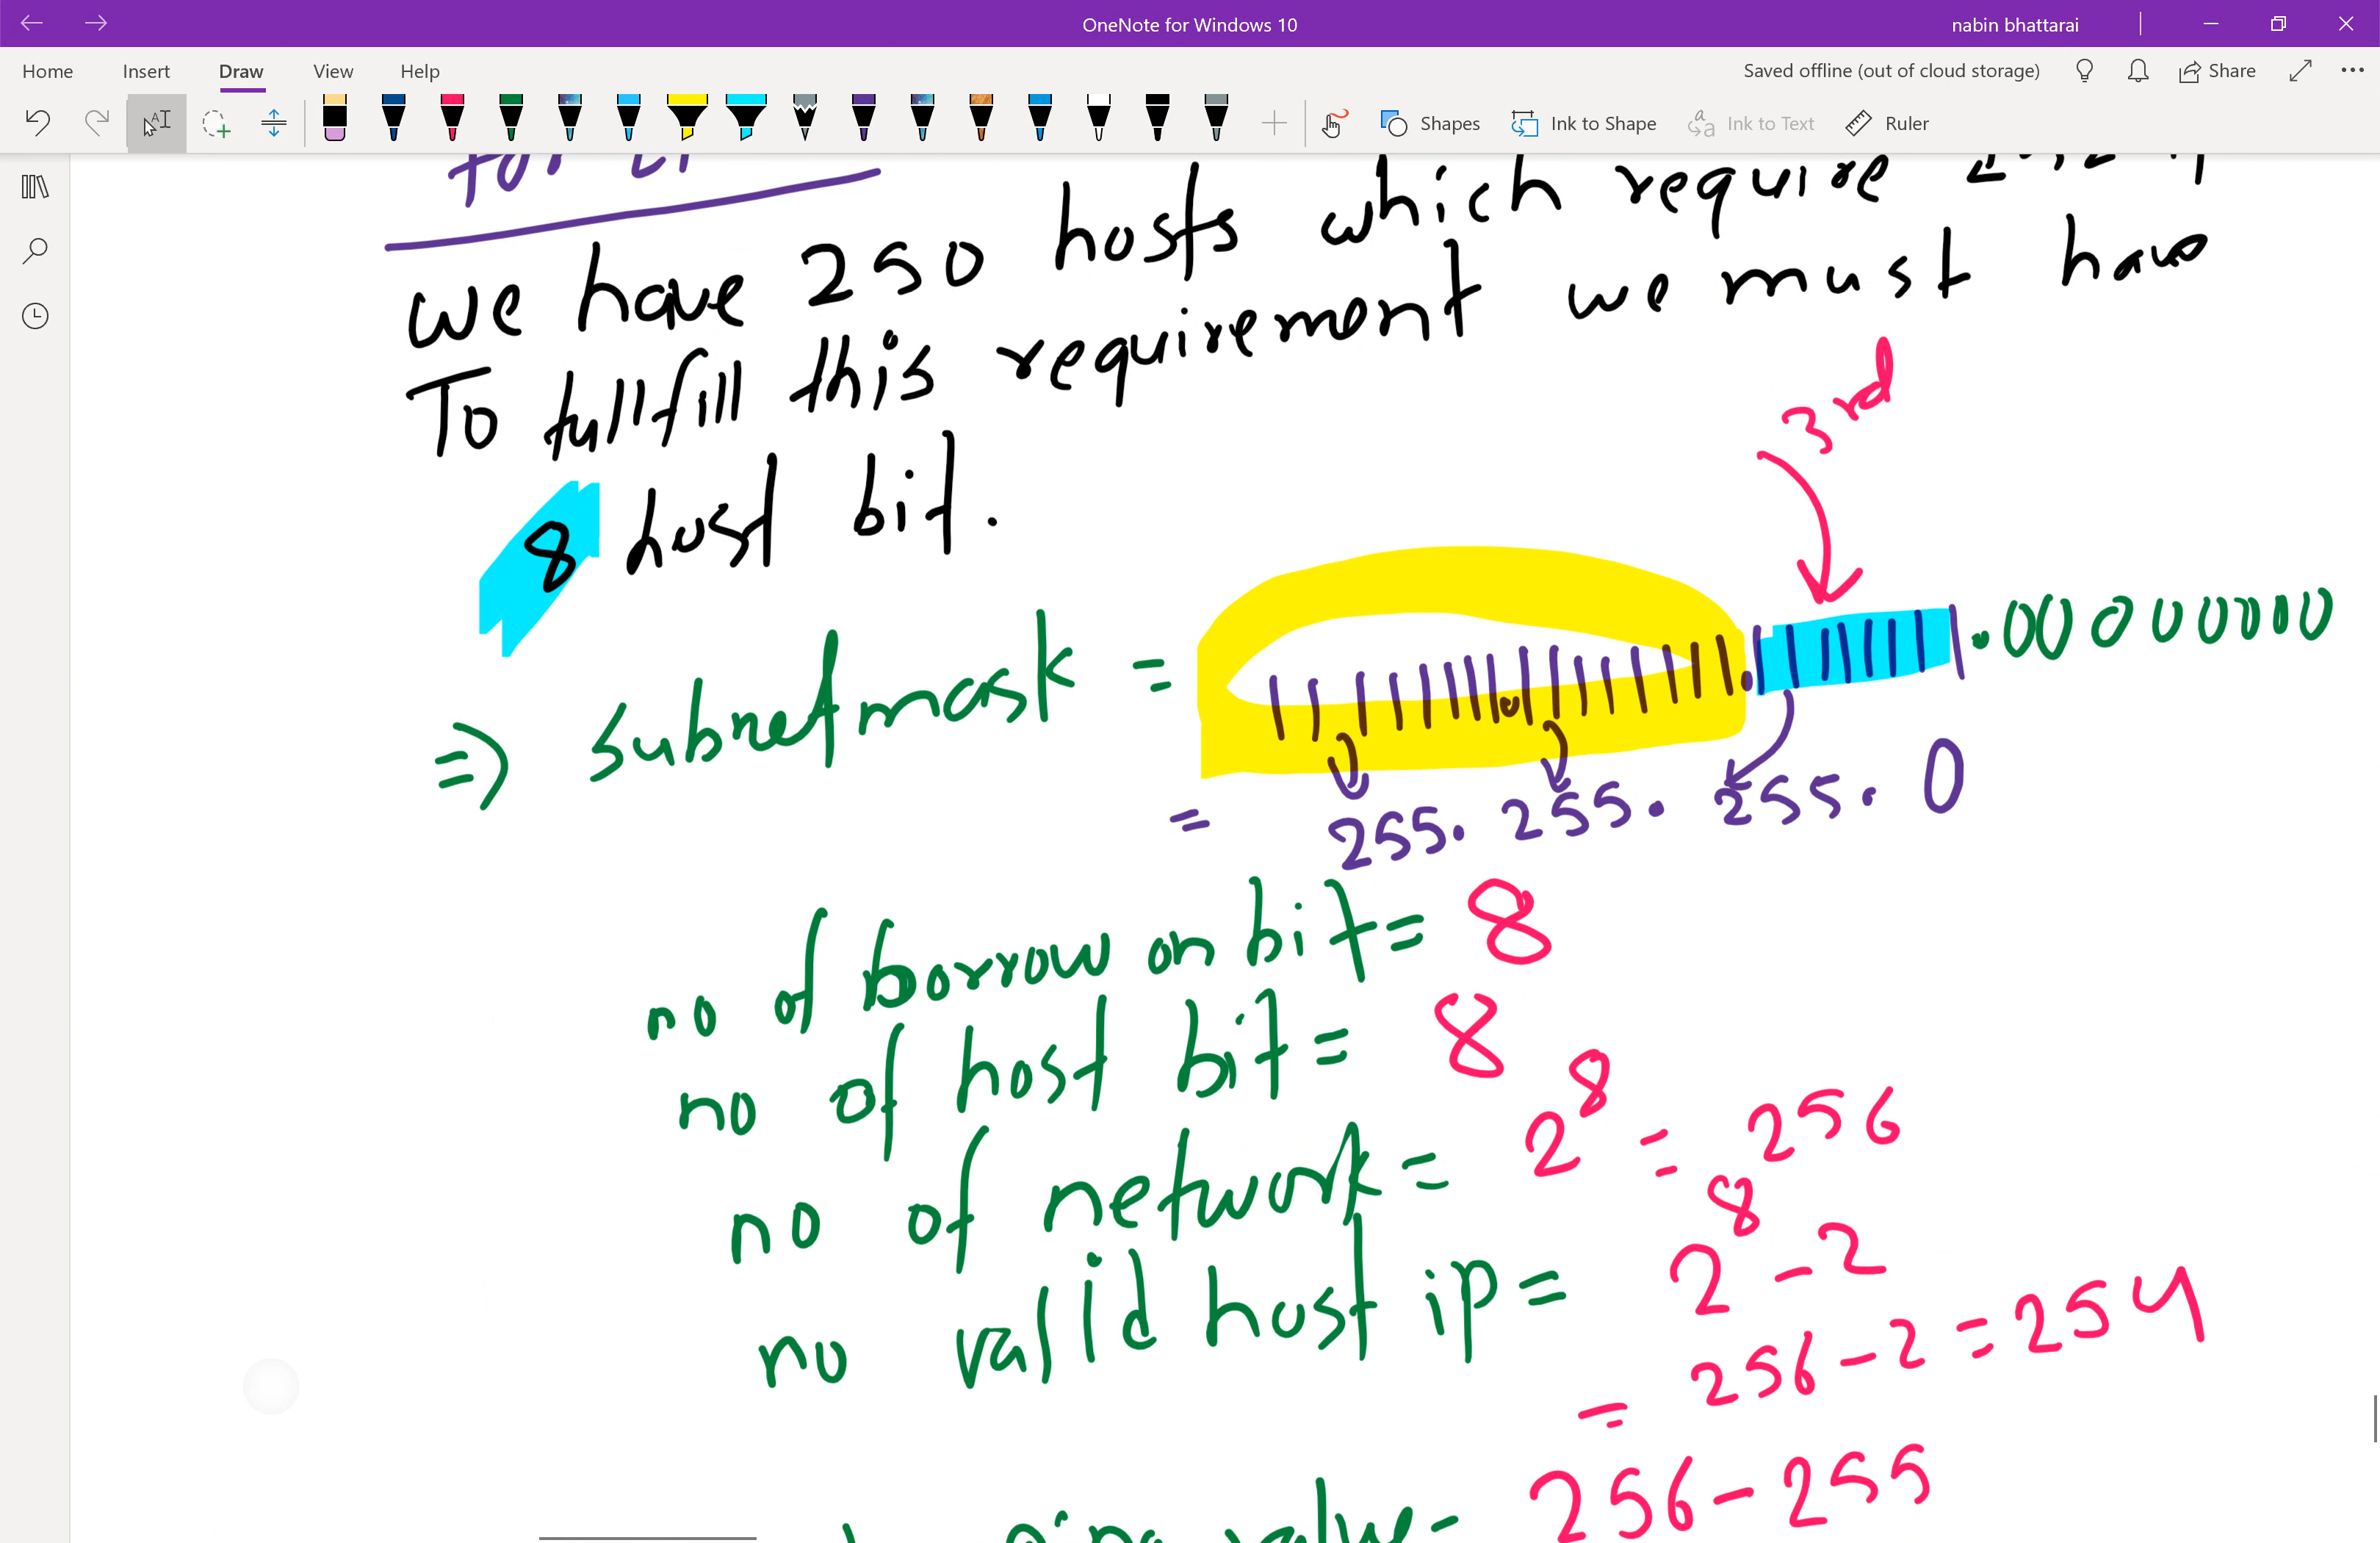 OneNote for Windows 10
nabin bhattarai
Home Insert Draw View Help
Saved offline (out of cloud storage) Share
Shapes Ink to Shape Ink to Text Ruler
we have 250 hosts which require
To fullfill this requirement we must have
8 host bit.
3rd
=> subnetmask = 11111111.11111111.11111111.00000000
= 255.255.255.0
no of borrow on bit = 8
no of host bit = 8
no of network = 2^8 = 256
no valid host ip = 2^8 - 2
= 256 - 2 = 254
value = 256 - 255